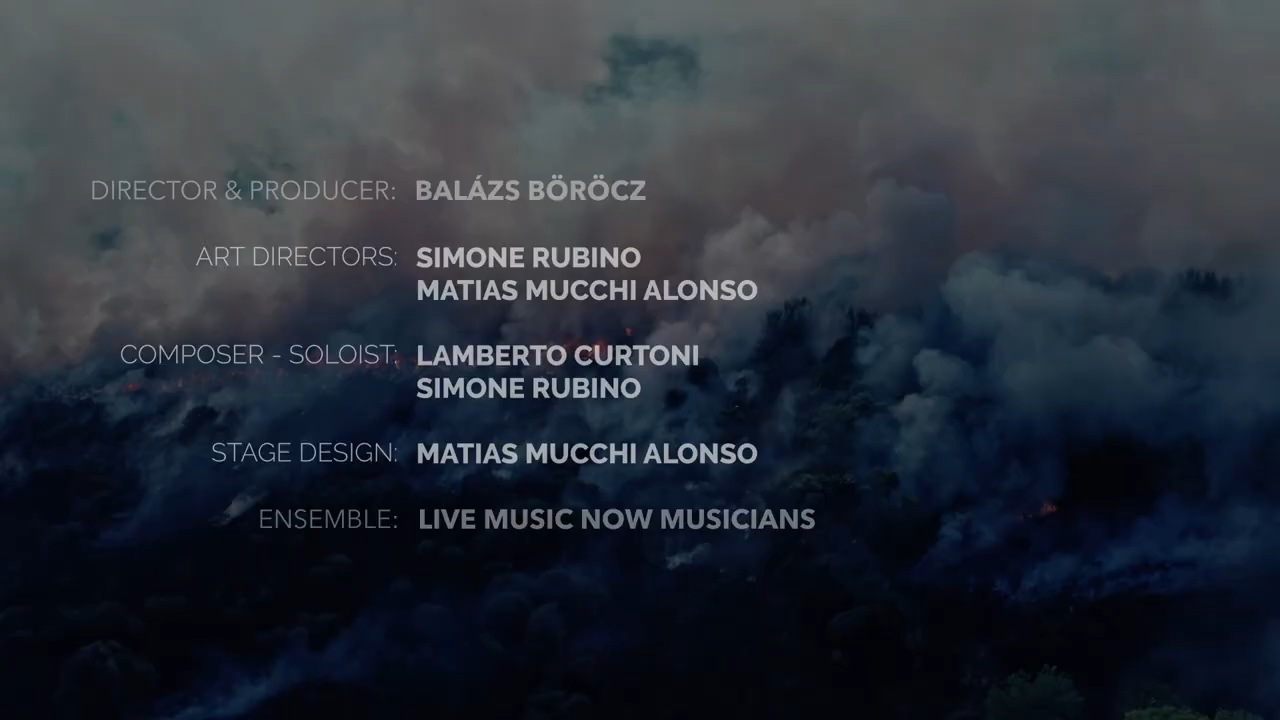 DIRECTOR & PRODUCER: BALÁZS BÖRÖCZ
ART DIRECTORS: SIMONE RUBINO
MATIAS MUCCHI ALONSO
COMPOSER - SOLOIST: LAMBERTO CURTONI
SIMONE RUBINO
STAGE DESIGN: MATIAS MUCCHI ALONSO
ENSEMBLE: LIVE MUSIC NOW MUSICIANS